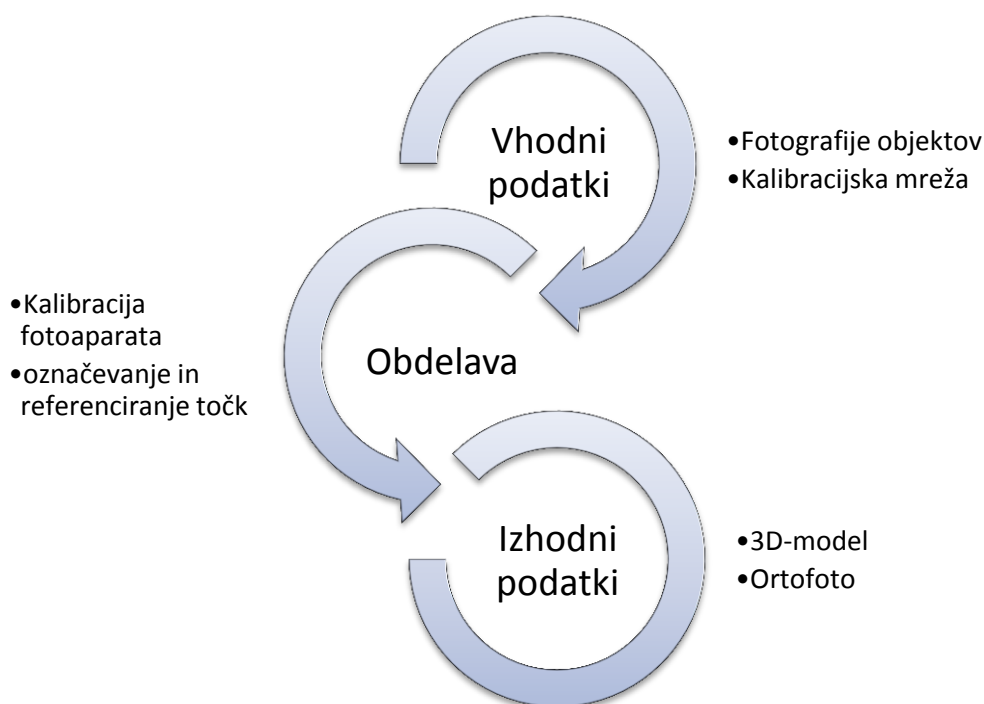 Vhodni
podatki
•Fotografije objektov
•Kalibracijska mreža
Obdelava
•Kalibracija
fotoaparata
•označevanje in
referenciranje točk
Izhodni
podatki
•3D-model
•Ortofoto